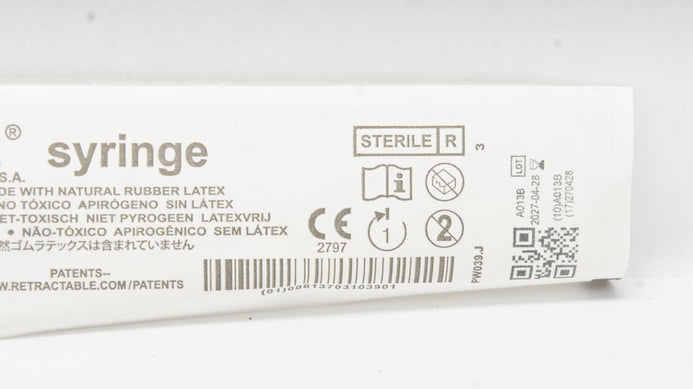 ® syringe
S.A.
DE WITH NATURAL RUBBER LATEX
NO TÓXICO APIRÓGENO SIN LÁTEX
ET-TOXISCH NIET PYROGEEN LATEXVRIJ
• NÃO-TÓXICO APIROGÊNICO SEM LÁTEX
然ゴムラテックスは含まれていません
PATENTS--
W.RETRACTABLE.COM/PATENTS
(01)00613703103901
CE
2797
STERILE R
3
i
1
2
PW039.J
LOT
A013B
2027-04-28
(10)A013B
(17)270428